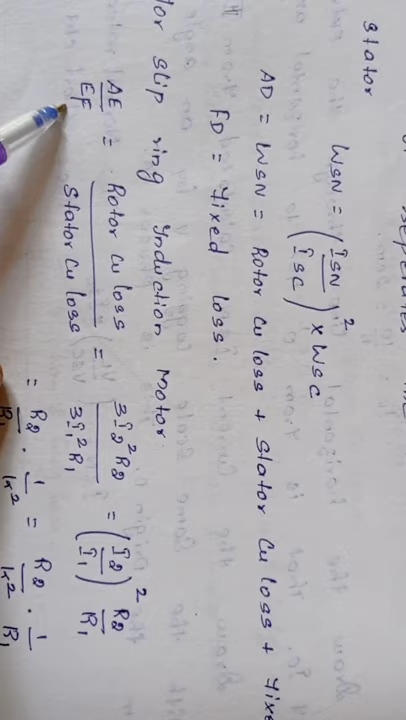 seperates
stator
WSN = (ISN/ISC)² × WSC
AD = WSN = Rotor cu loss + stator cu loss + fixe
FD = fixed loss.
or slip ring Induction Motor
AE/EF = Rotor cu loss/Stator cu loss = 3I₂²R₂/3I₁²R₁ = (I₂/I₁)² R₂/R₁
= R₂/R₁ . 1/K² = R₂/K² . 1/R₁